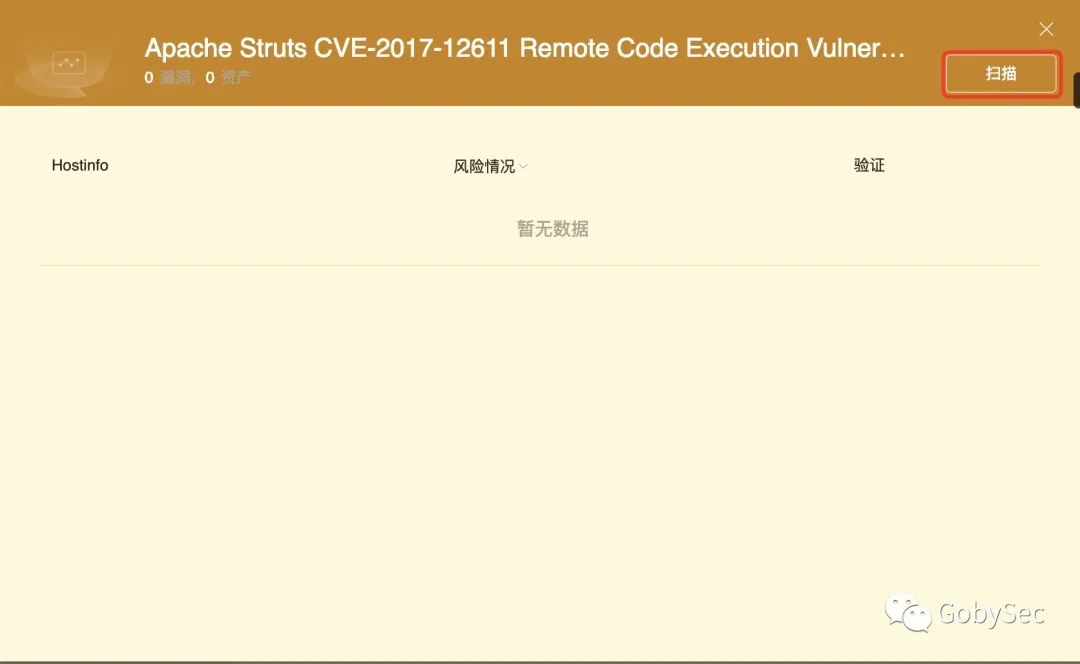 Apache Struts CVE-2017-12611 Remote Code Execution Vulner...
0 漏洞, 0 资产
扫描
Hostinfo 风险情况 验证
暂无数据
GobySec